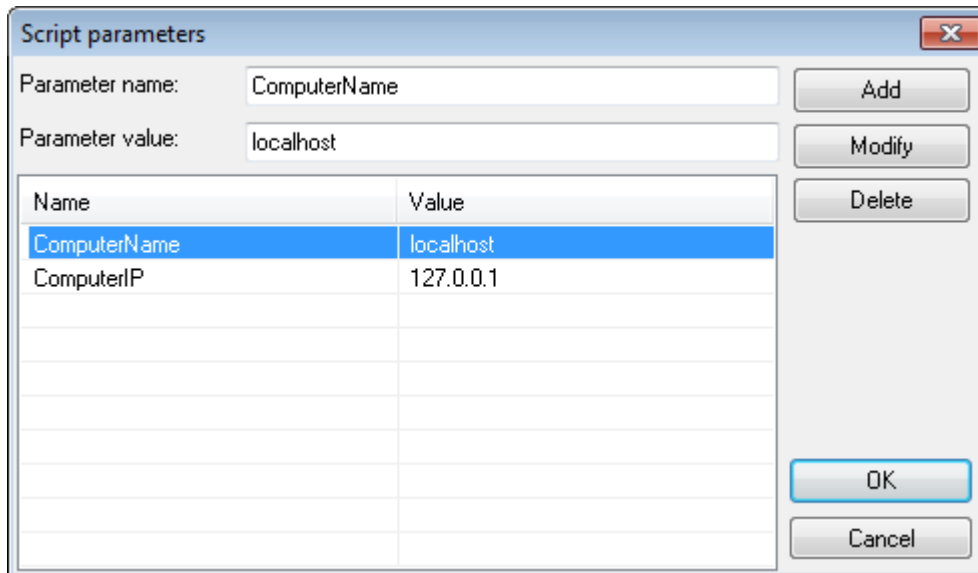 Script parameters
Parameter name: ComputerName Add
Parameter value: localhost Modify
Name Value Delete
ComputerName localhost
ComputerIP 127.0.0.1
OK
Cancel